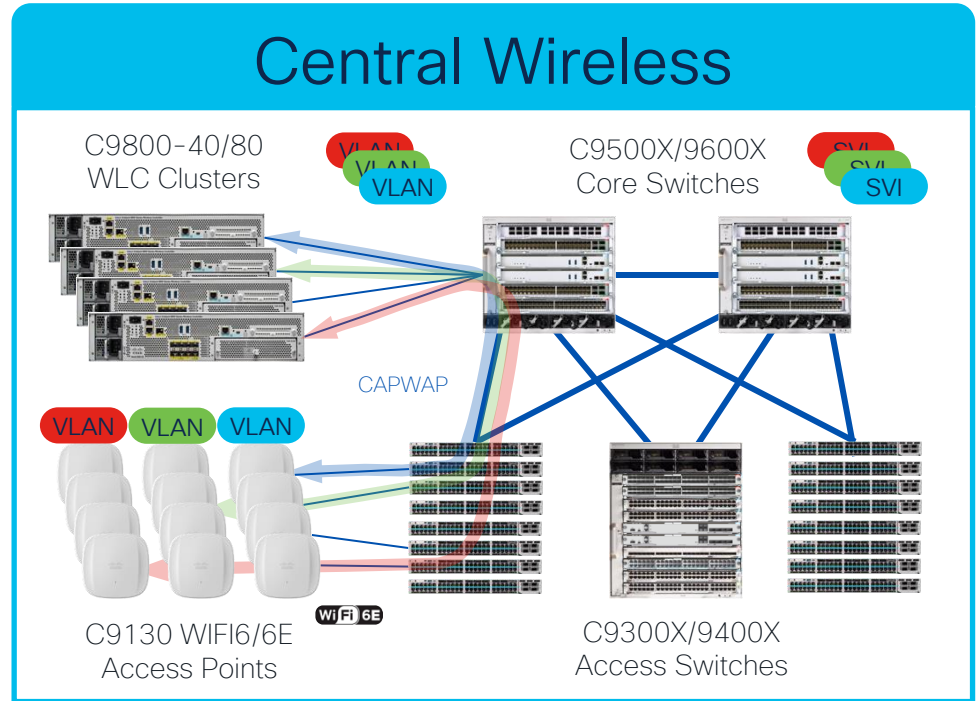 Central Wireless
C9800-40/80
WLC Clusters
VLAN
VLAN
VLAN
C9500X/9600X
Core Switches
SVI
SVI
SVI
CAPWAP
VLAN
VLAN
VLAN
WiFi 6E
C9130 WIFI6/6E
Access Points
C9300X/9400X
Access Switches